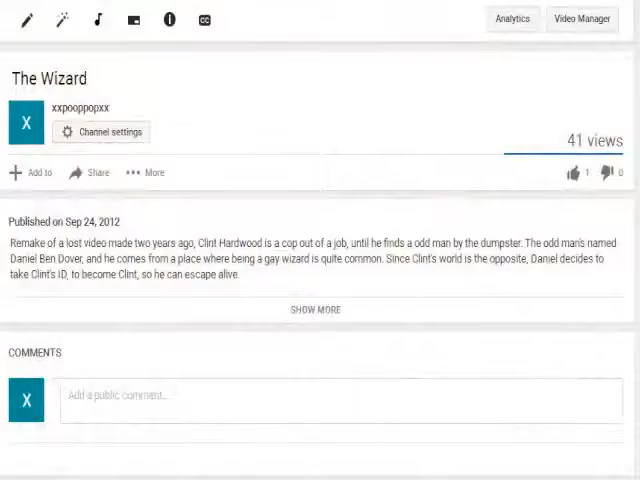 CC
Analytics
Video Manager
The Wizard
X
xxpooppopxx
Channel settings
41 views
Add to
Share
More
1
0
Published on Sep 24, 2012
Remake of a lost video made two years ago, Clint Hardwood is a cop out of a job, until he finds a odd man by the dumpster. The odd man's named
Daniel Ben Dover, and he comes from a place where being a gay wizard is quite common. Since Clint's world is the opposite, Daniel decides to
take Clint's ID, to become Clint, so he can escape alive.
SHOW MORE
COMMENTS
X
Add a public comment...